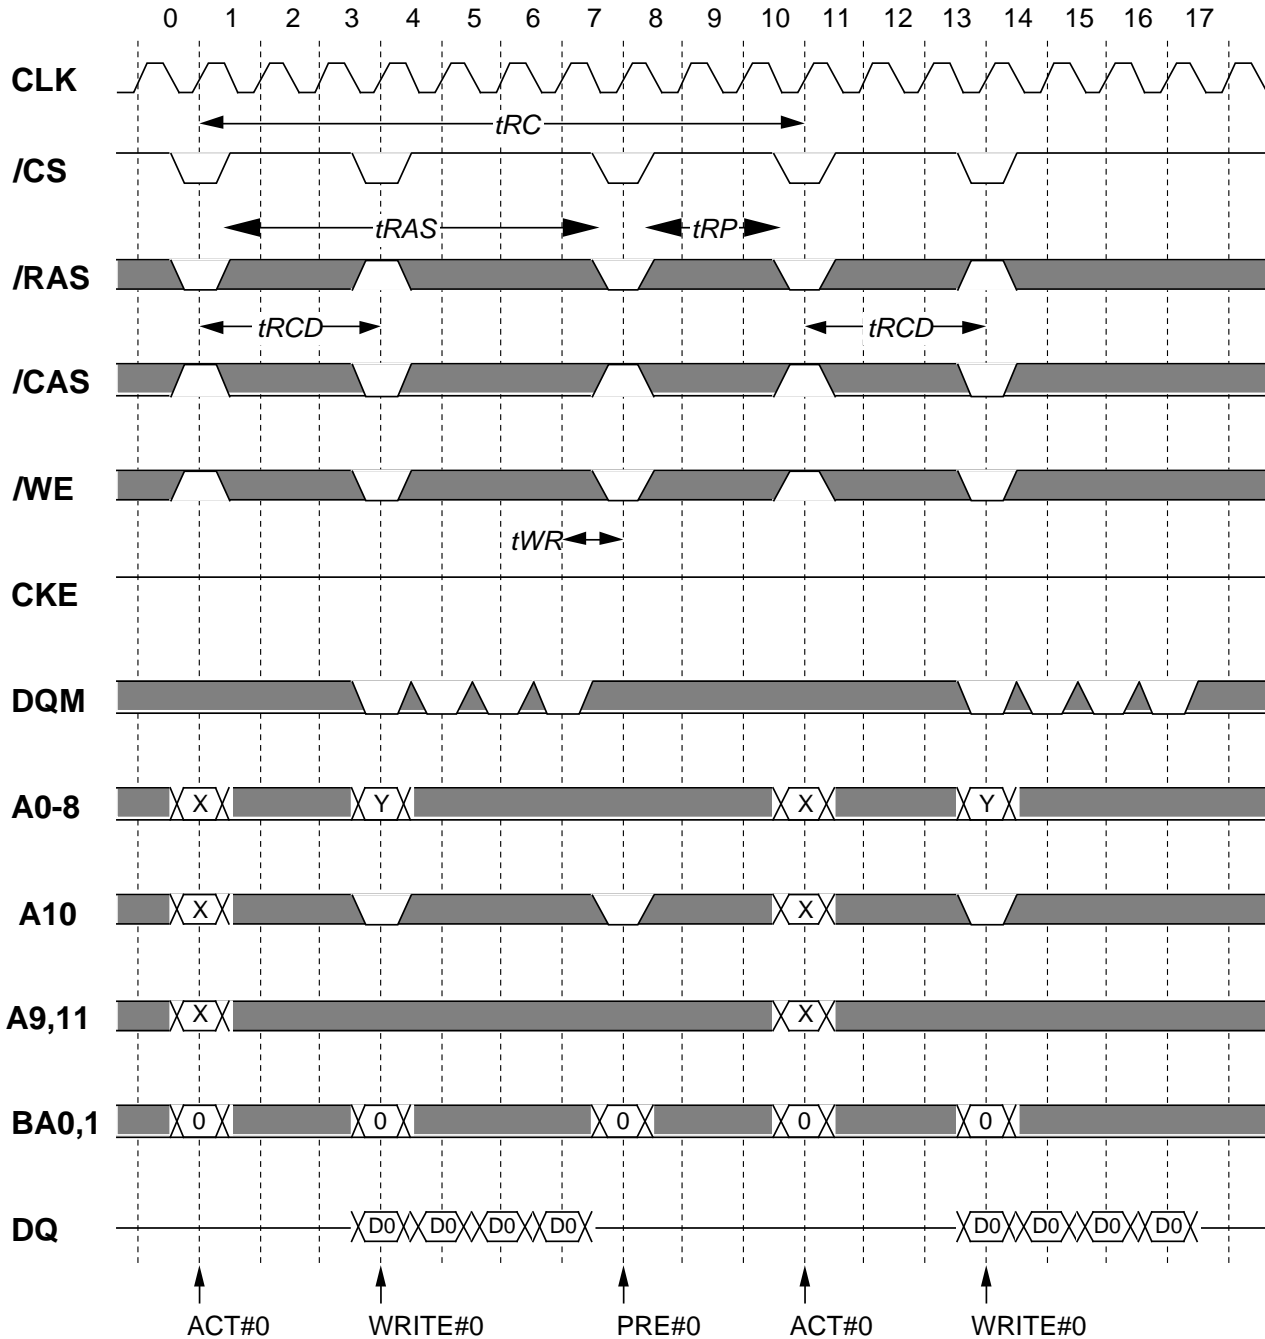 0 1 2 3 4 5 6 7 8 9 10 11 12 13 14 15 16 17
CLK
tRC
/CS
tRAS tRP
/RAS
tRCD tRCD
/CAS
/WE
tWR
CKE
DQM
A0-8 X Y X Y
A10 X X
A9,11 X X
BA0,1 0 0 0 0 0
DQ D0 D0 D0 D0 D0 D0 D0 D0
ACT#0 WRITE#0 PRE#0 ACT#0 WRITE#0